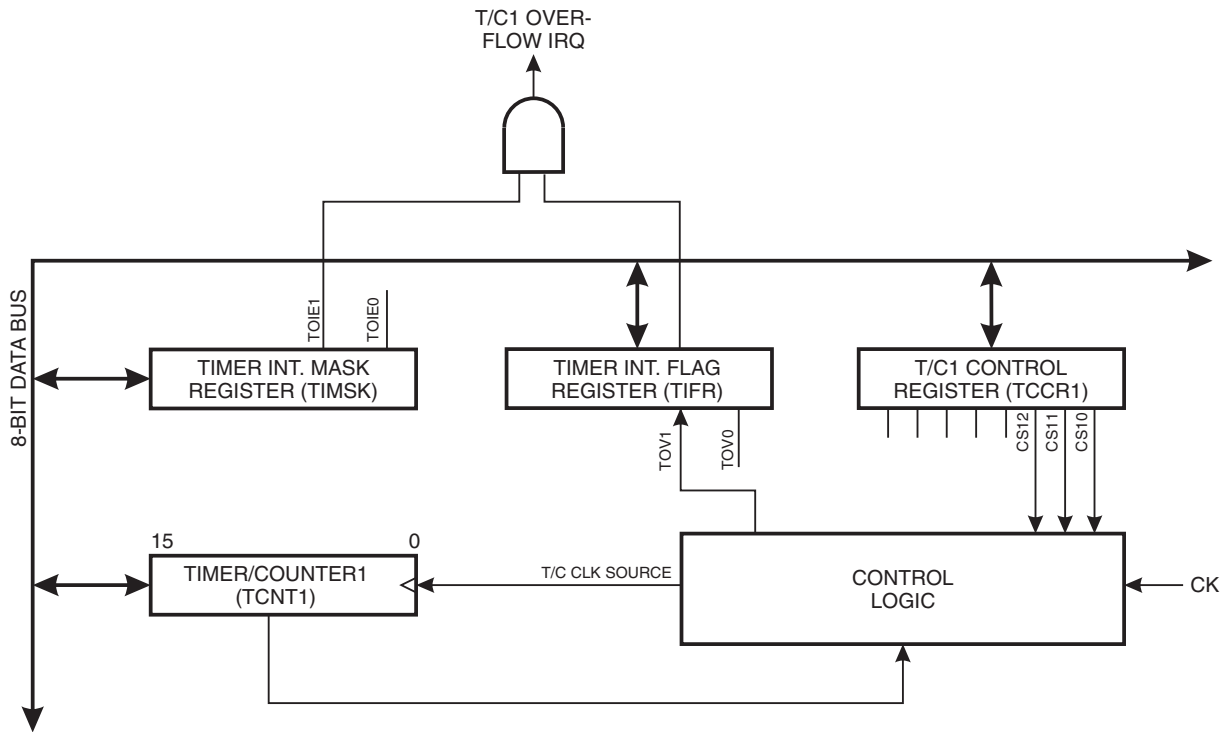 T/C1 OVER-
FLOW IRQ
8-BIT DATA BUS
TOIE1
TOIE0
TIMER INT. MASK
REGISTER (TIMSK)
TIMER INT. FLAG
REGISTER (TIFR)
T/C1 CONTROL
REGISTER (TCCR1)
TOV1
TOV0
CS12
CS11
CS10
15
0
TIMER/COUNTER1
(TCNT1)
T/C CLK SOURCE
CONTROL
LOGIC
CK